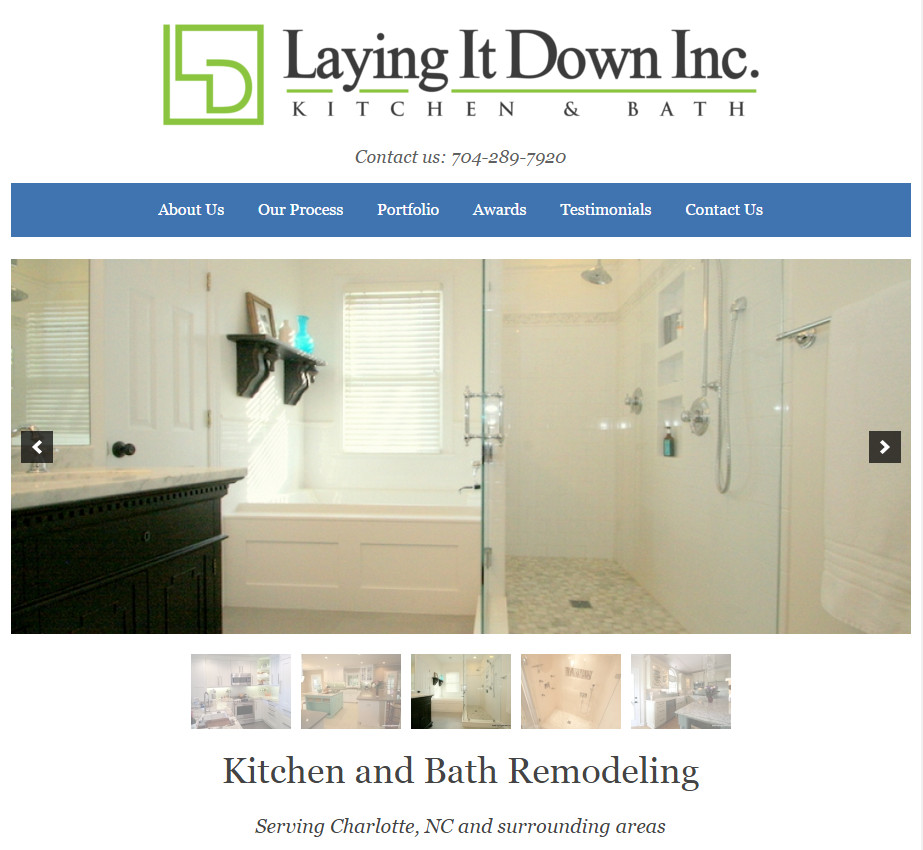 Laying It Down Inc.
KITCHEN & BATH
Contact us: 704-289-7920
About Us Our Process Portfolio Awards Testimonials Contact Us
Kitchen and Bath Remodeling
Serving Charlotte, NC and surrounding areas